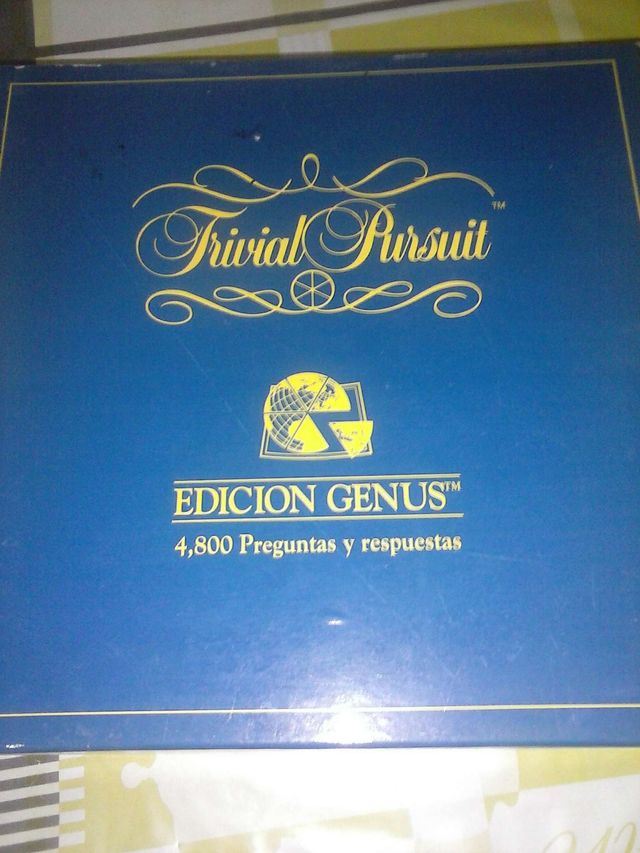 Trivial Pursuit™
EDICION GENUS™
4,800 Preguntas y respuestas